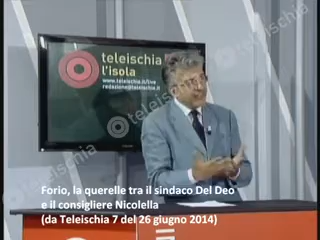 teleischia
l'isola
www.teleischia.it/live
redazione@teleischia.it
Forio, la querelle tra il sindaco Del Deo
e il consigliere Nicolella
(da Teleischia 7 del 26 giugno 2014)
teleischia
teleischia
teleischia